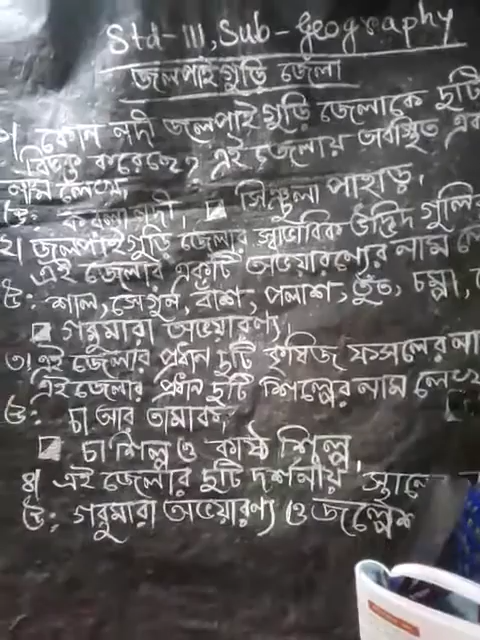 Std-III, Sub-Geography
জলপাইগুড়ি জেলা
১। কোন নদী জলপাইগুড়ি জেলাকে দুটি
বিভক্ত করেছে? এই জেলায় অবস্থিত এক
নাম লেখো
উ: করলা নদী, সিঞ্চুলা পাহাড়।
২। জলপাইগুড়ি জেলার স্বাভাবিক উদ্ভিদ গুলির
এই জেলার একটি অভয়ারণ্যের নাম লে
উ: শাল, সেগুন, বাঁশ, পলাশ, তুঁত, চম্পা,
গরুমারা অভয়ারণ্য।
৩। এই জেলার প্রধান দুটি কৃষিজ ফসলের না
এই জেলার প্রধান দুটি শিল্পের নাম লেখ
উ: চা আর তামাক
চা শিল্প ও কাষ্ঠ শিল্প,
৪। এই জেলার দুটি দর্শনীয় স্থানে
উ: গরুমারা অভয়ারণ্য ও জল্পেশ